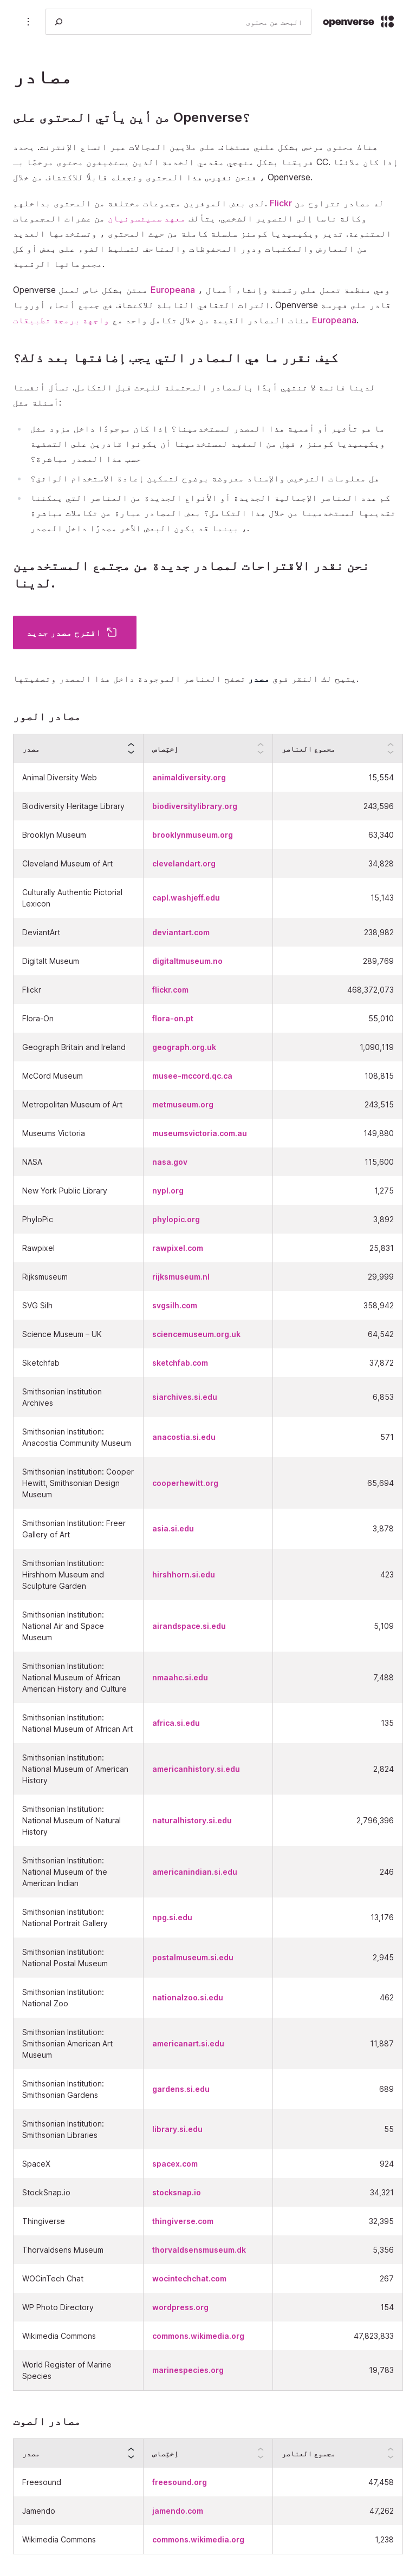 البحث عن محتوى
openverse
مصادر
من أين يأتي المحتوى على Openverse؟
هناك محتوى مرخص بشكل علني مستضاف على ملايين المجالات عبر اتساع الإنترنت. يحدد
فريقنا بشكل منهجي مقدمي الخدمة الذين يستضيفون محتوى مرخصًا بـ CC. إذا كان ملائمًا
، فنحن نفهرس هذا المحتوى ونجعله قابلًا للاكتشاف من خلال Openverse.
لدى بعض الموفرين مجموعات مختلفة من المحتوى بداخلهم. Flickr له مصادر تتراوح من
وكالة ناسا إلى التصوير الشخصي. يتألف معهد سميثسونيان من عشرات المجموعات
المتنوعة. تدير ويكيميديا كومنز سلسلة كاملة من حيث المحتوى ، وتستخدمها العديد
من المعارض والمكتبات ودور المحفوظات والمتاحف لتسليط الضوء على بعض أو كل
مجموعاتها الرقمية.
Openverse ممتن بشكل خاص لعمل Europeana ، وهي منظمة تعمل على رقمنة وإنشاء أعمال
التراث الثقافي القابلة للاكتشاف في جميع أنحاء أوروبا. Openverse قادر على فهرسة
مئات المصادر القيمة من خلال تكامل واحد مع واجهة برمجة تطبيقات Europeana.
كيف نقرر ما هي المصادر التي يجب إضافتها بعد ذلك؟
لدينا قائمة لا تنتهي أبدًا بالمصادر المحتملة للبحث قبل التكامل. نسأل أنفسنا
أسئلة مثل:
ما هو تأثير أو أهمية هذا المصدر لمستخدمينا؟ إذا كان موجودًا داخل مزود مثل
ويكيميديا كومنز ، فهل من المفيد لمستخدمينا أن يكونوا قادرين على التصفية
حسب هذا المصدر مباشرة؟
هل معلومات الترخيص والإسناد معروضة بوضوح لتمكين إعادة الاستخدام الواثق؟
كم عدد العناصر الإجمالية الجديدة أو الأنواع الجديدة من العناصر التي يمكننا
تقديمها لمستخدمينا من خلال هذا التكامل؟ بعض المصادر عبارة عن تكاملات مباشرة
، بينما قد يكون البعض الآخر مصدرًا داخل المصدر.
نحن نقدر الاقتراحات لمصادر جديدة من مجتمع المستخدمين
لدينا.
اقترح مصدر جديد
يتيح لك النقر فوق مصدر تصفح العناصر الموجودة داخل هذا المصدر وتصفيتها.
مصادر الصور
مصدر	إختِصاص	مجموع العناصر
Animal Diversity Web	animaldiversity.org	15,554
Biodiversity Heritage Library	biodiversitylibrary.org	243,596
Brooklyn Museum	brooklynmuseum.org	63,340
Cleveland Museum of Art	clevelandart.org	34,828
Culturally Authentic Pictorial
Lexicon	capl.washjeff.edu	15,143
DeviantArt	deviantart.com	238,982
Digitalt Museum	digitaltmuseum.no	289,769
Flickr	flickr.com	468,372,073
Flora-On	flora-on.pt	55,010
Geograph Britain and Ireland	geograph.org.uk	1,090,119
McCord Museum	musee-mccord.qc.ca	108,815
Metropolitan Museum of Art	metmuseum.org	243,515
Museums Victoria	museumsvictoria.com.au	149,880
NASA	nasa.gov	115,600
New York Public Library	nypl.org	1,275
PhyloPic	phylopic.org	3,892
Rawpixel	rawpixel.com	25,831
Rijksmuseum	rijksmuseum.nl	29,999
SVG Silh	svgsilh.com	358,942
Science Museum – UK	sciencemuseum.org.uk	64,542
Sketchfab	sketchfab.com	37,872
Smithsonian Institution
Archives	siarchives.si.edu	6,853
Smithsonian Institution:
Anacostia Community Museum	anacostia.si.edu	571
Smithsonian Institution: Cooper
Hewitt, Smithsonian Design
Museum	cooperhewitt.org	65,694
Smithsonian Institution: Freer
Gallery of Art	asia.si.edu	3,878
Smithsonian Institution:
Hirshhorn Museum and
Sculpture Garden	hirshhorn.si.edu	423
Smithsonian Institution:
National Air and Space
Museum	airandspace.si.edu	5,109
Smithsonian Institution:
National Museum of African
American History and Culture	nmaahc.si.edu	7,488
Smithsonian Institution:
National Museum of African Art	africa.si.edu	135
Smithsonian Institution:
National Museum of American
History	americanhistory.si.edu	2,824
Smithsonian Institution:
National Museum of Natural
History	naturalhistory.si.edu	2,796,396
Smithsonian Institution:
National Museum of the
American Indian	americanindian.si.edu	246
Smithsonian Institution:
National Portrait Gallery	npg.si.edu	13,176
Smithsonian Institution:
National Postal Museum	postalmuseum.si.edu	2,945
Smithsonian Institution:
National Zoo	nationalzoo.si.edu	462
Smithsonian Institution:
Smithsonian American Art
Museum	americanart.si.edu	11,887
Smithsonian Institution:
Smithsonian Gardens	gardens.si.edu	689
Smithsonian Institution:
Smithsonian Libraries	library.si.edu	55
SpaceX	spacex.com	924
StockSnap.io	stocksnap.io	34,321
Thingiverse	thingiverse.com	32,395
Thorvaldsens Museum	thorvaldsensmuseum.dk	5,356
WOCinTech Chat	wocintechchat.com	267
WP Photo Directory	wordpress.org	154
Wikimedia Commons	commons.wikimedia.org	47,823,833
World Register of Marine
Species	marinespecies.org	19,783
مصادر الصوت
مصدر	إختِصاص	مجموع العناصر
Freesound	freesound.org	47,458
Jamendo	jamendo.com	47,262
Wikimedia Commons	commons.wikimedia.org	1,238